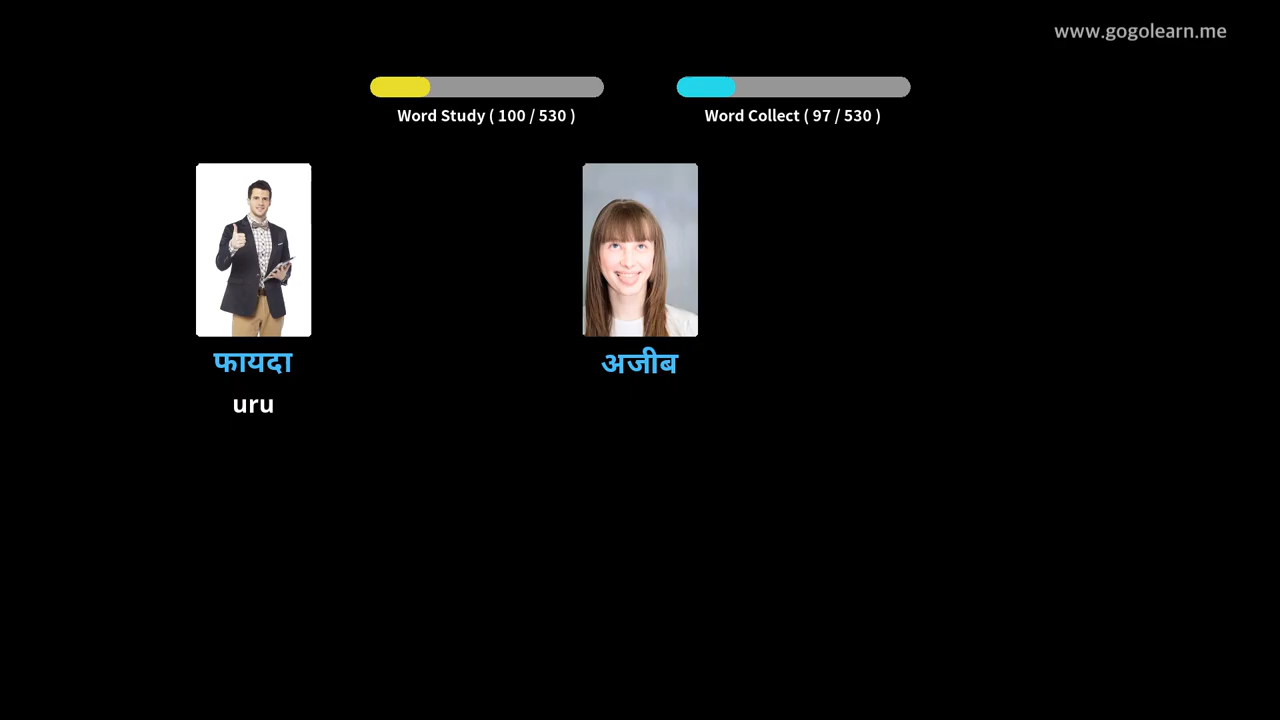 www.gogolearn.me
Word Study ( 100 / 530 )
Word Collect ( 97 / 530 )
फायदा
अजीब
uru